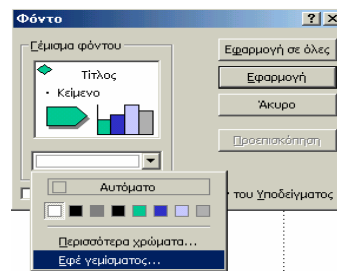 Φόντο
Γέμισμα φόντου
Τίτλος
• Κείμενο
Εφαρμογή σε όλες
Εφαρμογή
Άκυρο
Προεπισκόπηση
Αυτόματο
του Υποδείγματος
Περισσότερα χρώματα...
Εφέ γεμίσματος...